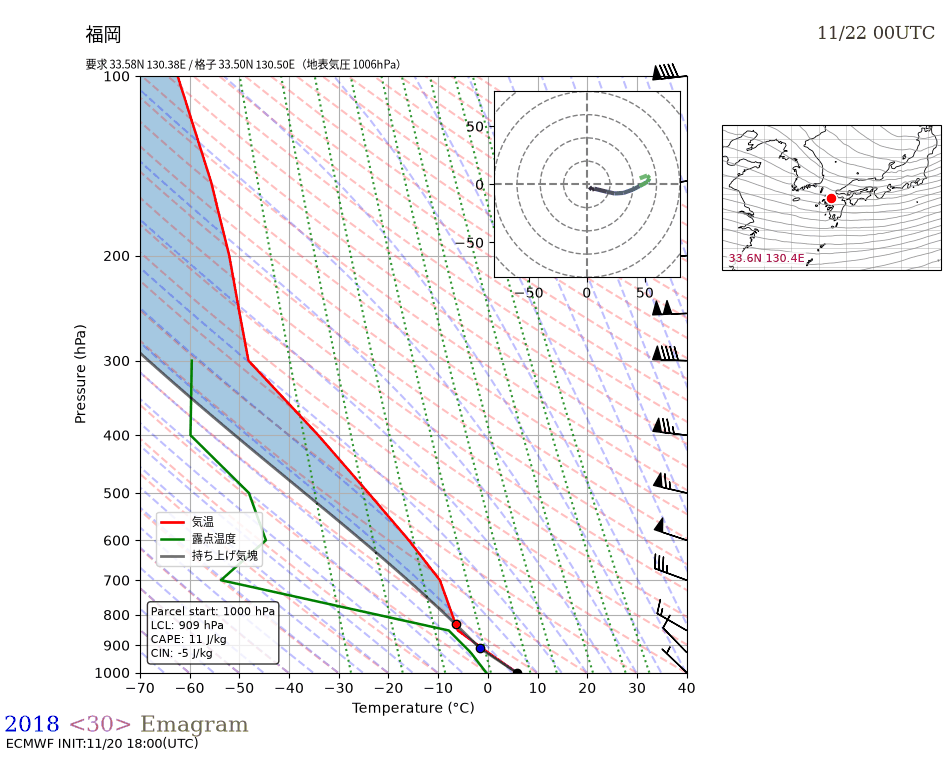 福岡
11/22 00UTC
要求 33.58N 130.38E / 格子 33.50N 130.50E（地表気圧 1006hPa）
100
200
300
400
500
600
700
800
900
1000
Pressure (hPa)
−70 −60 −50 −40 −30 −20 −10 0 10 20 30 40
Temperature (°C)
50
0
−50
−50 0 50
気温
露点温度
持ち上げ気塊
Parcel start: 1000 hPa
LCL: 909 hPa
CAPE: 11 J/kg
CIN: -5 J/kg
33.6N 130.4E
2018 <30> Emagram
ECMWF INIT:11/20 18:00(UTC)